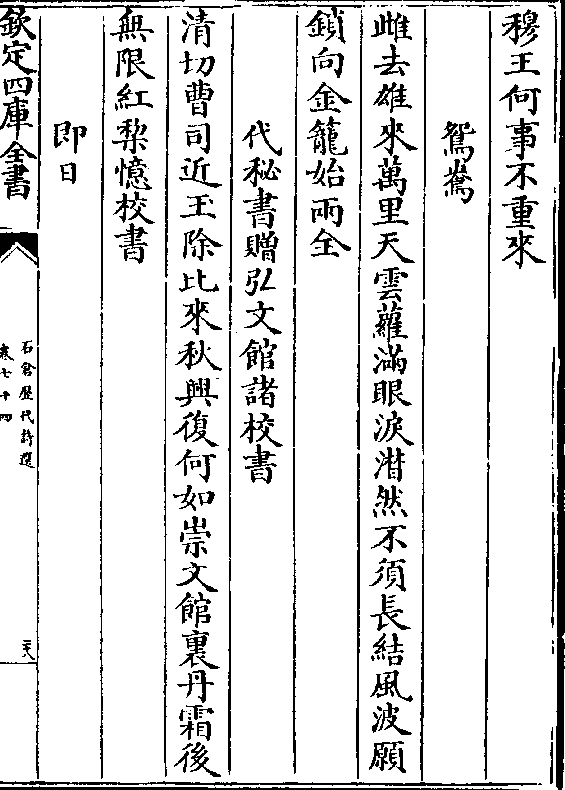 穆王何事不重來
鴛鴦
雌去雄來萬里天雲蘿滿眼淚潸然不須長結風波願
鎖向金籠始兩全
代秘書贈弘文館諸校書
清切曹司近玉除比來秋興復何如崇文館裏丹霜後
無限紅棃憶校書
即日
欽定四庫全書
石倉歴代詩選
卷七十四